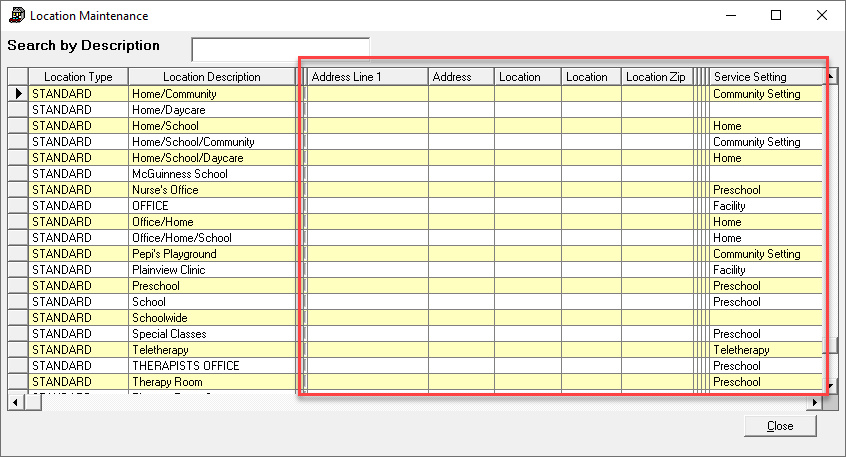 Location Maintenance
Search by Description
Location Type Location Description Address Line 1 Address Location Location Location Zip Service Setting
STANDARD Home/Community Community Setting
STANDARD Home/Daycare
STANDARD Home/School Home
STANDARD Home/School/Community Community Setting
STANDARD Home/School/Daycare Home
STANDARD McGuinness School
STANDARD Nurse's Office Preschool
STANDARD OFFICE Facility
STANDARD Office/Home Home
STANDARD Office/Home/School Home
STANDARD Pepi's Playground Community Setting
STANDARD Plainview Clinic Facility
STANDARD Preschool Preschool
STANDARD School Preschool
STANDARD Schoolwide
STANDARD Special Classes Preschool
STANDARD Teletherapy Teletherapy
STANDARD THERAPISTS OFFICE Preschool
STANDARD Therapy Room Preschool
Close